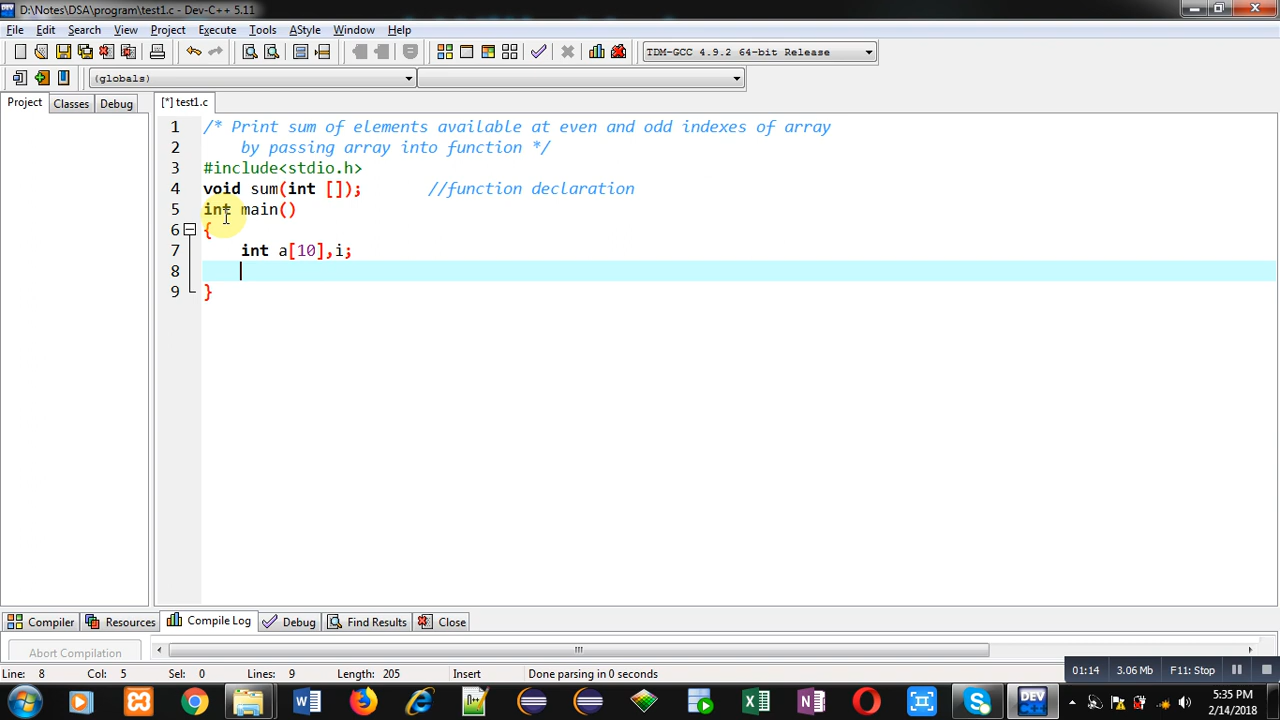 D:\Notes\DSA\program\test1.c - Dev-C++ 5.11
File Edit Search View Project Execute Tools AStyle Window Help
TDM-GCC 4.9.2 64-bit Release
(globals)
Project Classes Debug [*] test1.c
1 /* Print sum of elements available at even and odd indexes of array
2 by passing array into function */
3 #include<stdio.h>
4 void sum(int []); //function declaration
5 int main()
6 {
7 int a[10],i;
8
9 }
Compiler Resources Compile Log Debug Find Results Close
Abort Compilation
Line: 8 Col: 5 Sel: 0 Lines: 9 Length: 205 Insert Done parsing in 0 seconds
01:14 3.06 Mb F11: Stop
5:35 PM
2/14/2018